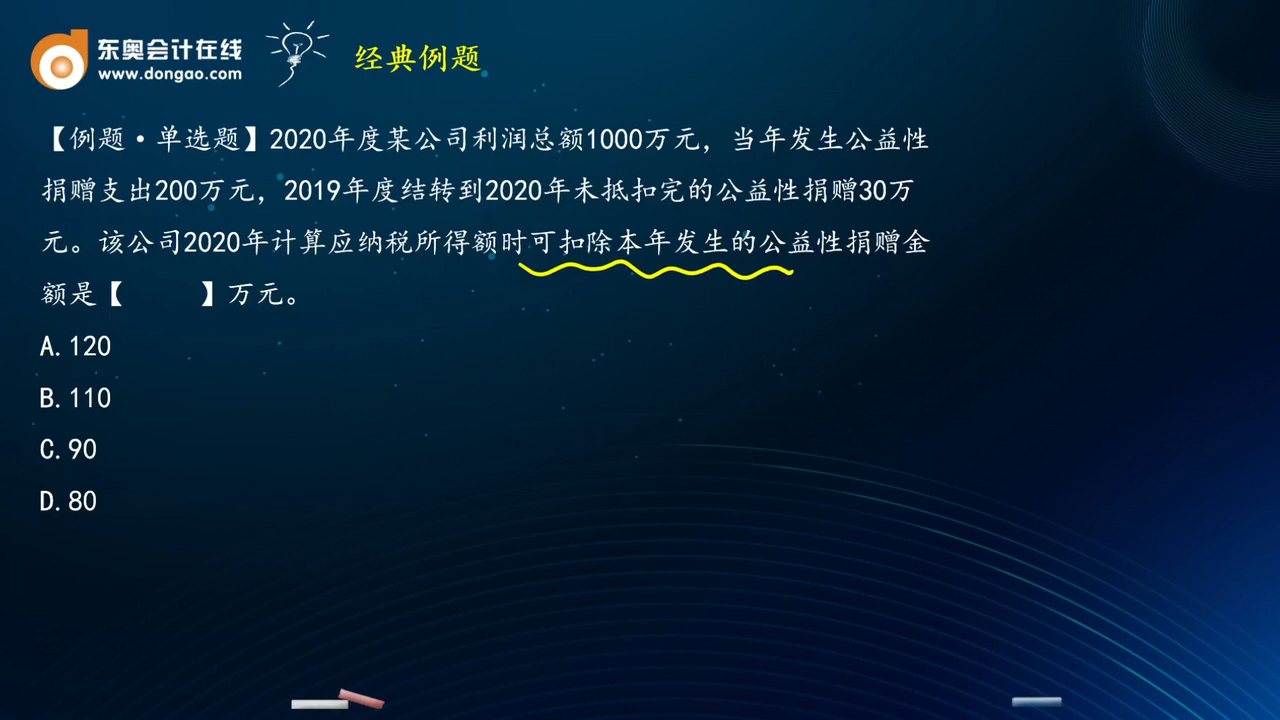 东奥会计在线
www.dongao.com
经典例题
【例题·单选题】2020年度某公司利润总额1000万元，当年发生公益性
捐赠支出200万元，2019年度结转到2020年未抵扣完的公益性捐赠30万
元。该公司2020年计算应纳税所得额时可扣除本年发生的公益性捐赠金
额是【　　】万元。
A. 120
B. 110
C. 90
D. 80